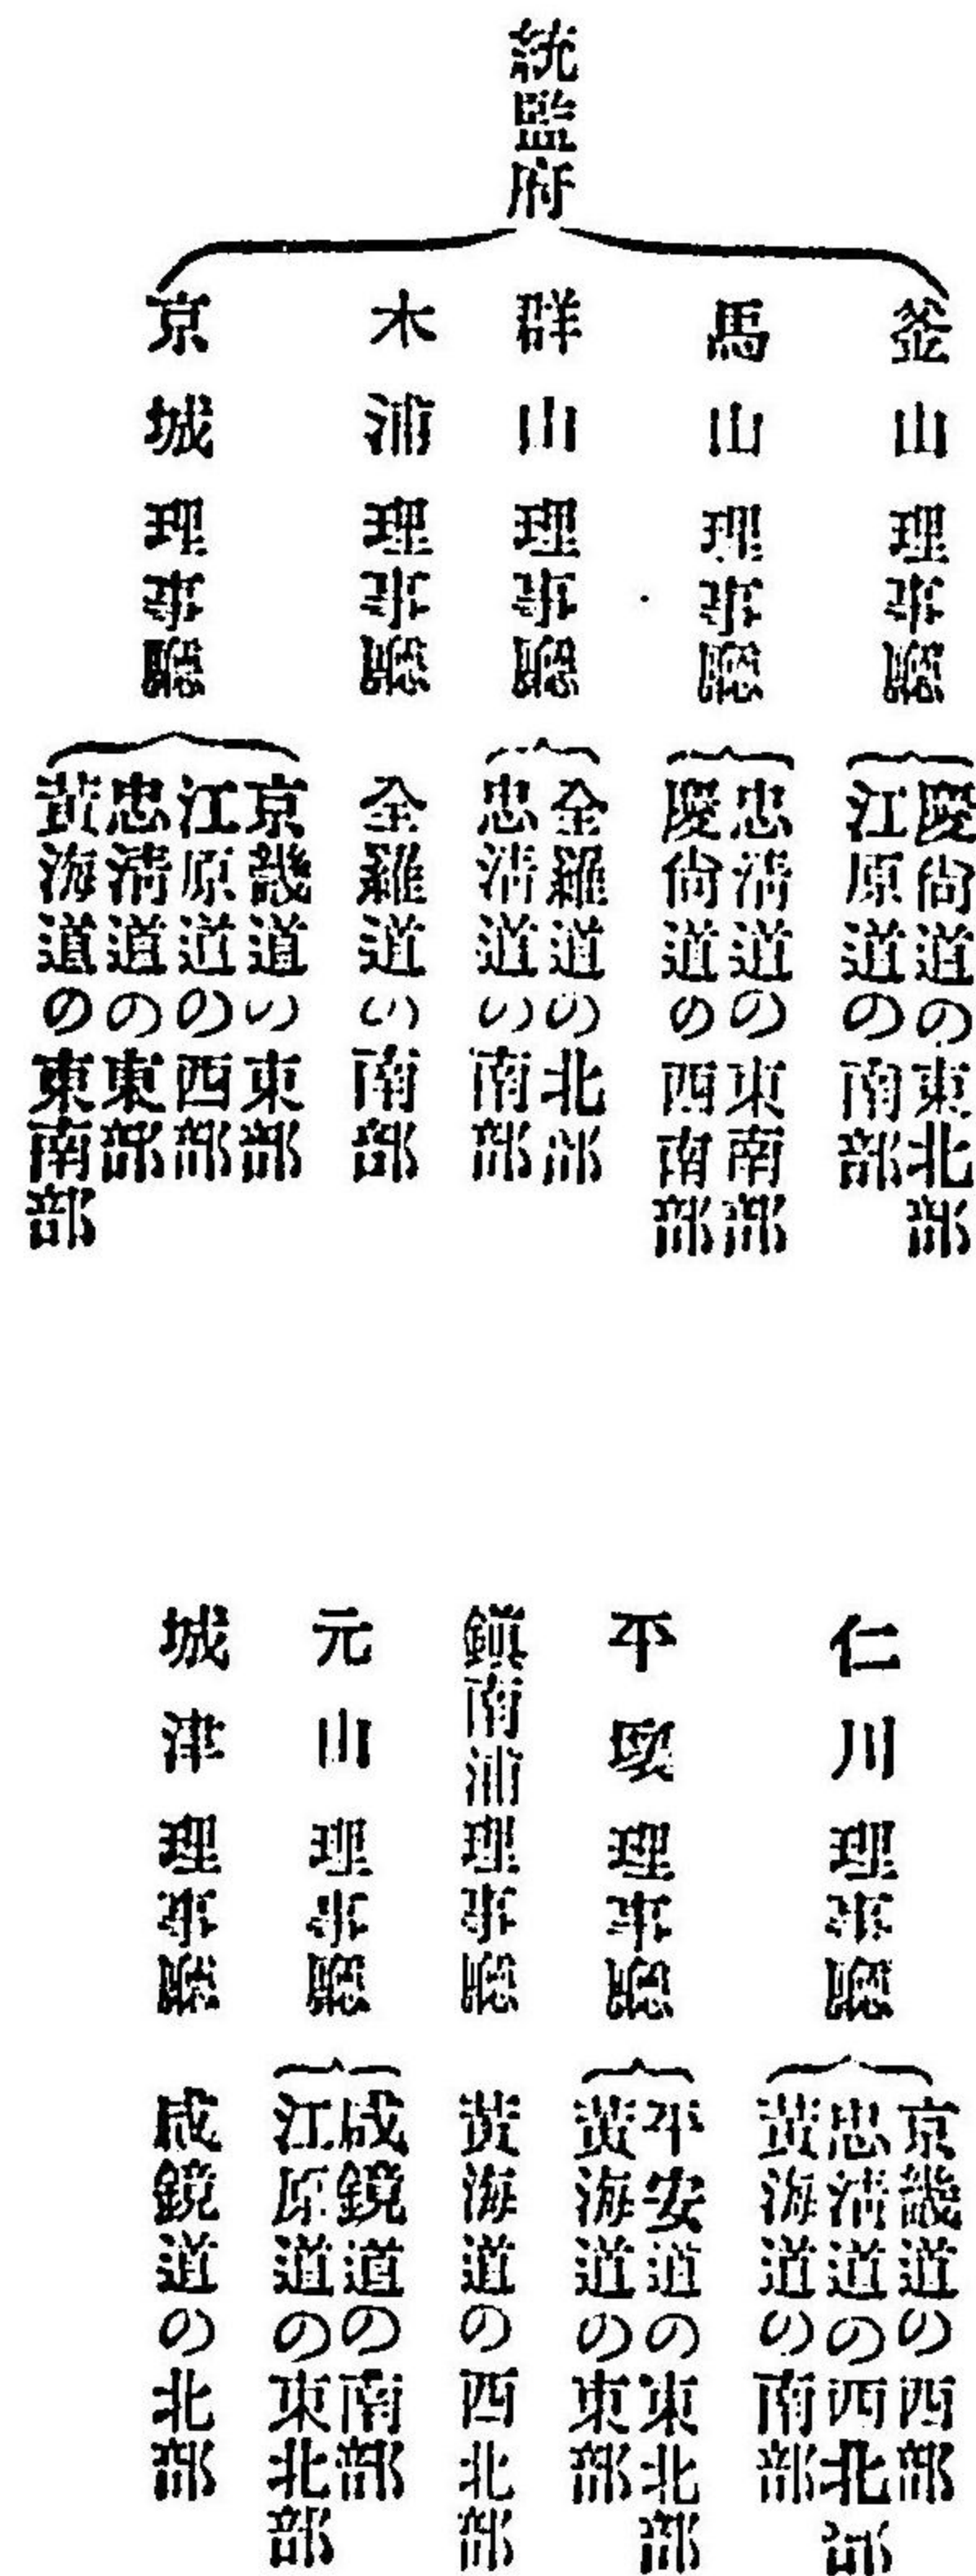 統監府
釜山理事廳
慶尙道の東北部
江原道の南部
馬山理事廳
忠淸道の東南部
慶尙道の西南部
群山理事廳
全羅道の北部
忠淸道の南部
木浦理事廳
全羅道の南部
京城理事廳
京畿道の東部
江原道の西部
忠淸道の東部
黃海道の東南部
仁川理事廳
京畿道の西部
忠淸道の西北部
黃海道の南部
平壤理事廳
平安道の東北部
黃海道の東部
鎭南浦理事廳
黃海道の西北部
元山理事廳
咸鏡道の南部
江原道の東北部
城津理事廳
咸鏡道の北部